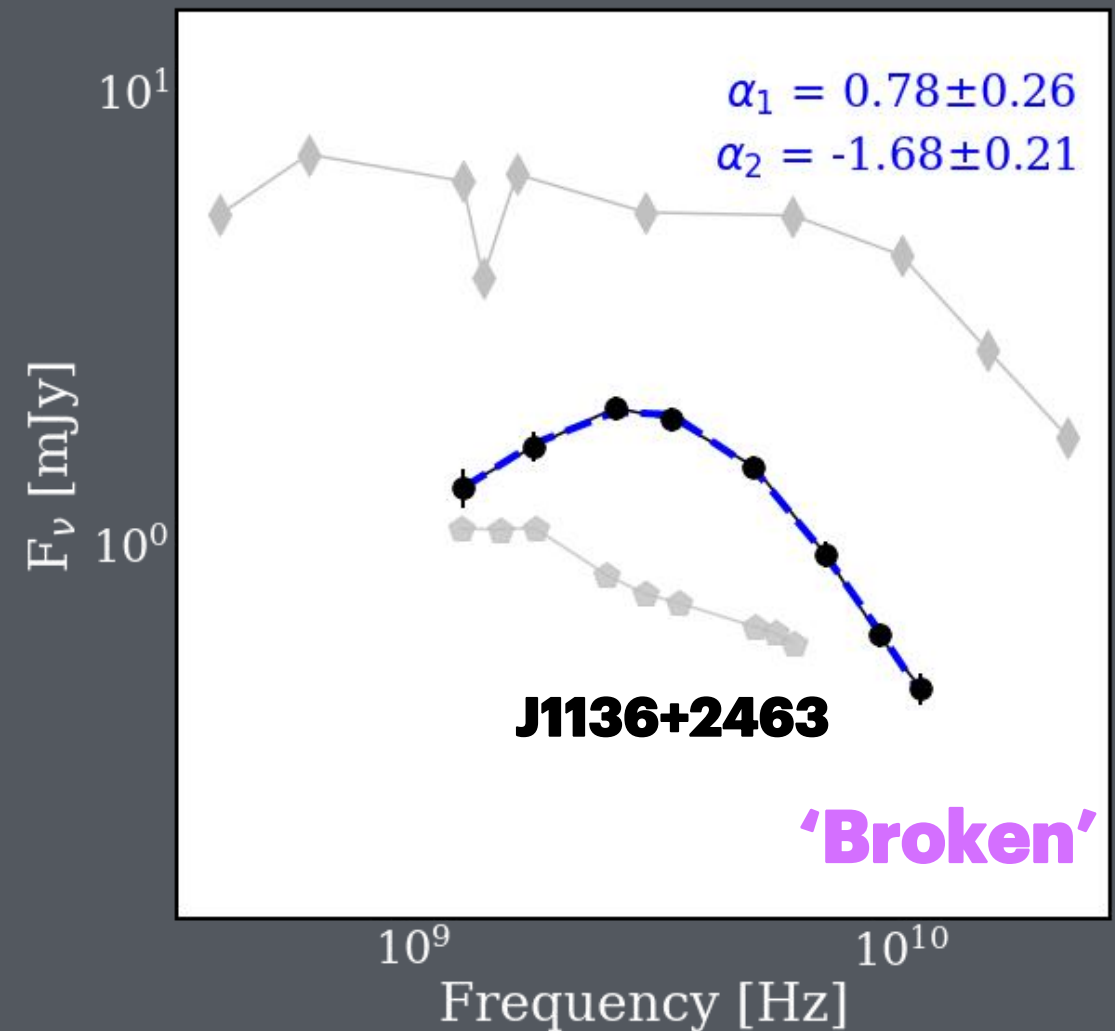 10¹
α₁ = 0.78±0.26
α₂ = -1.68±0.21
F_ν [mJy]
10⁰
J1136+2463
‘Broken’
10⁹ 10¹⁰
Frequency [Hz]